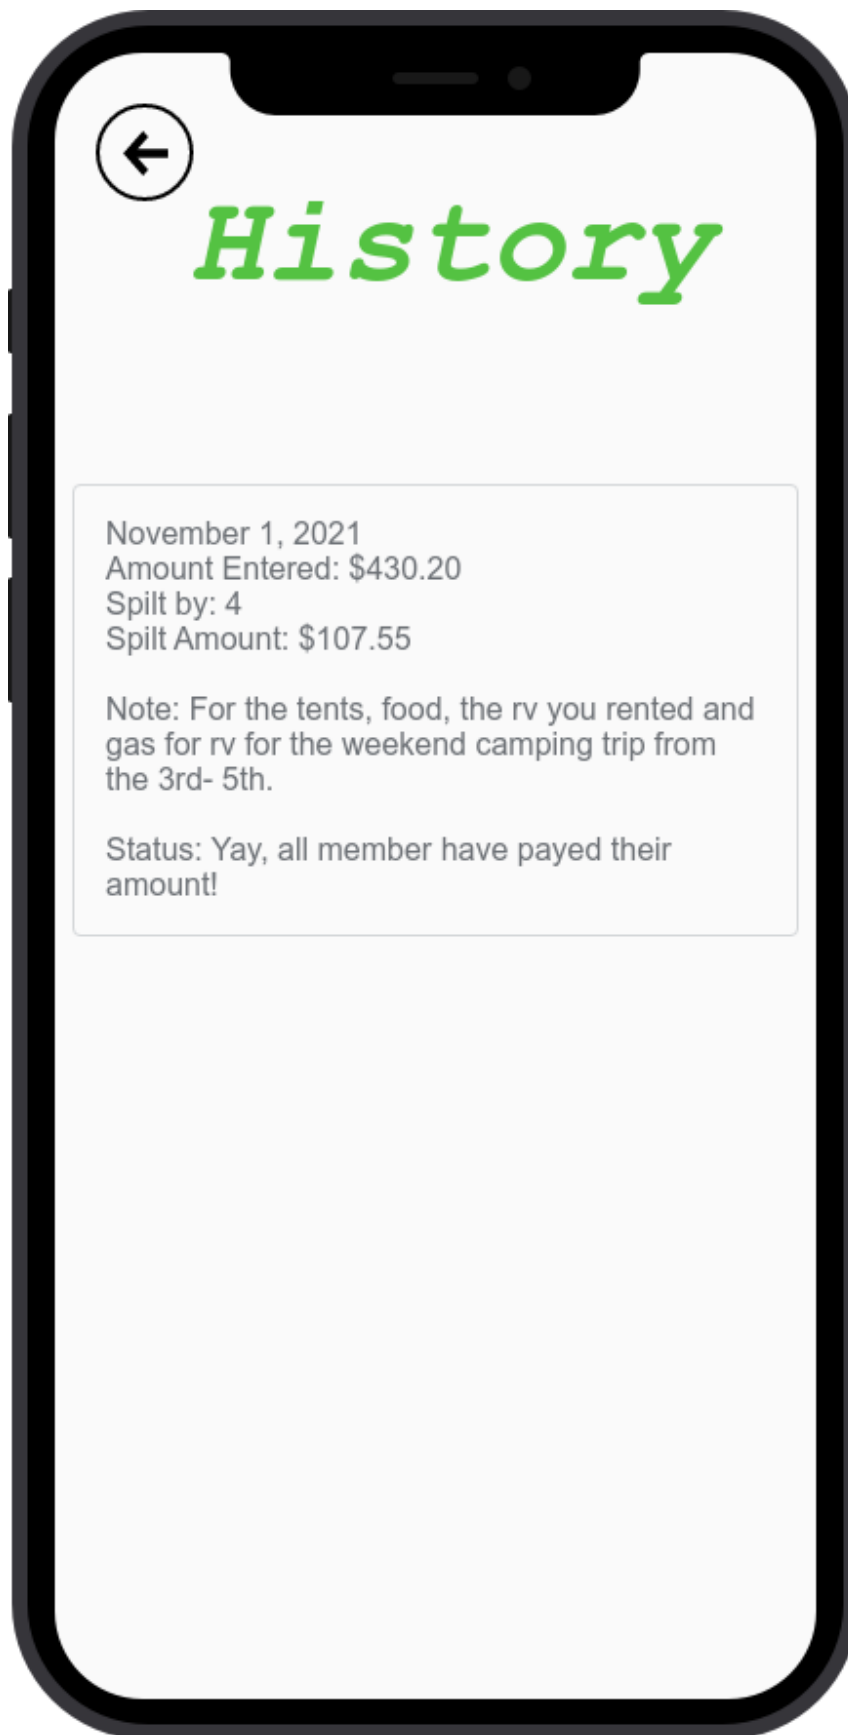 History
November 1, 2021
Amount Entered: $430.20
Spilt by: 4
Spilt Amount: $107.55
Note: For the tents, food, the rv you rented and
gas for rv for the weekend camping trip from
the 3rd- 5th.
Status: Yay, all member have payed their
amount!